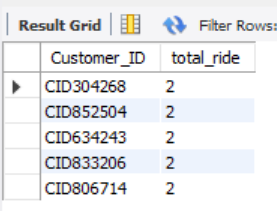 Result Grid Filter Rows:
Customer_ID total_ride
CID304268 2
CID852504 2
CID634243 2
CID833206 2
CID806714 2